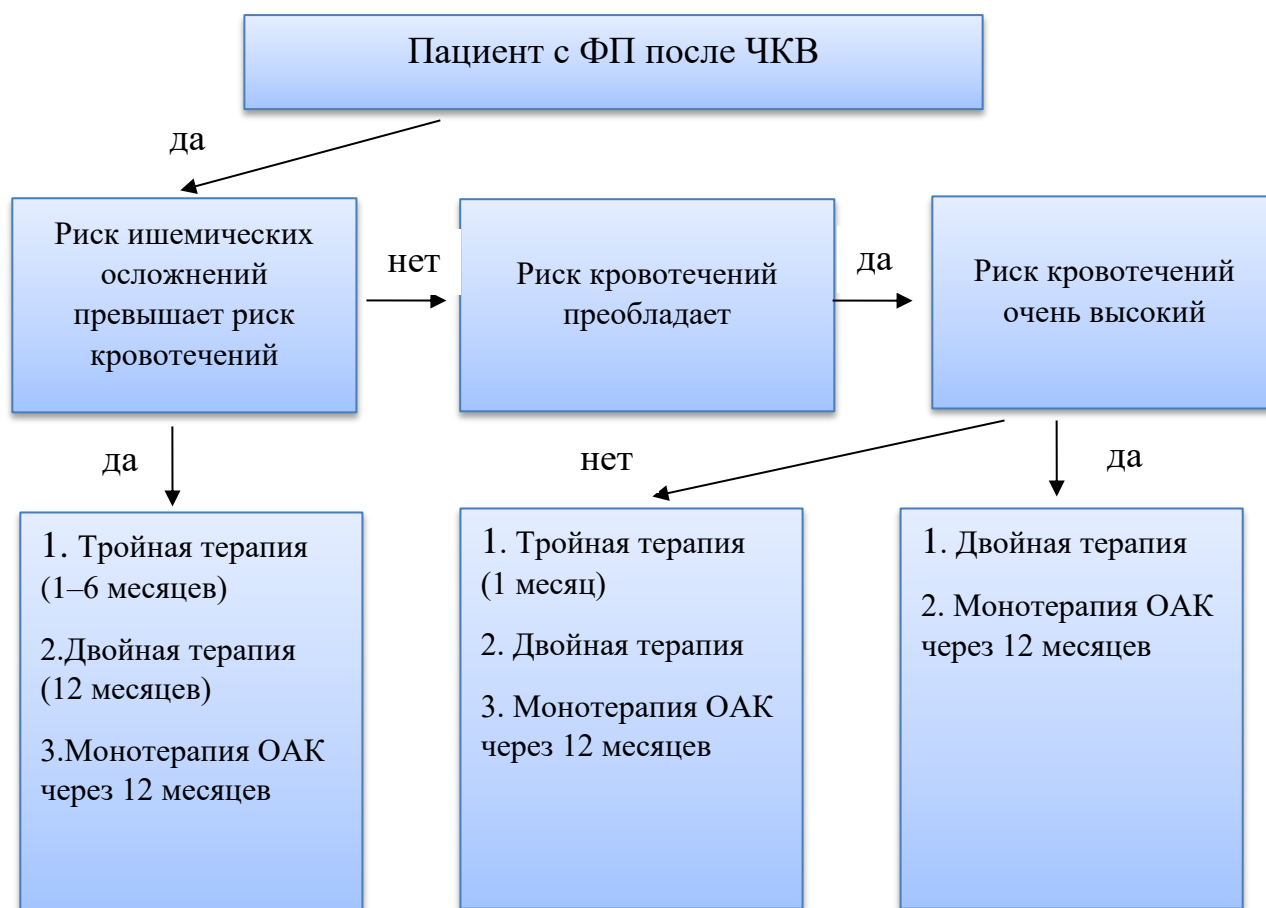 Пациент с ФП после ЧКВ
да
Риск ишемических
осложнений
превышает риск
кровотечений
нет
Риск кровотечений
преобладает
да
Риск кровотечений
очень высокий
да
нет
да
1. Тройная терапия
(1–6 месяцев)
2.Двойная терапия
(12 месяцев)
3.Монотерапия ОАК
через 12 месяцев
1. Тройная терапия
(1 месяц)
2. Двойная терапия
3. Монотерапия ОАК
через 12 месяцев
1. Двойная терапия
2. Монотерапия ОАК
через 12 месяцев